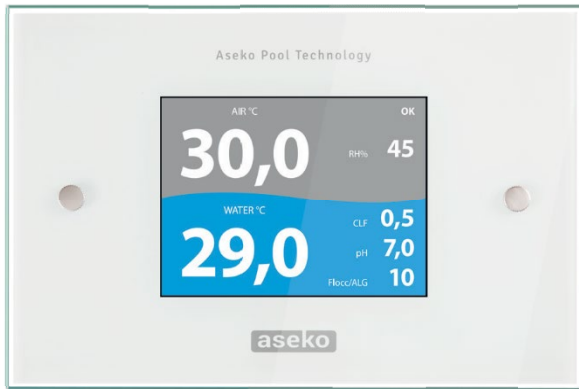 Aseko Pool Technology
AIR °C
OK
30,0
RH% 45
WATER °C
29,0
CLF 0,5
pH 7,0
Flocc/ALG 10
aseko